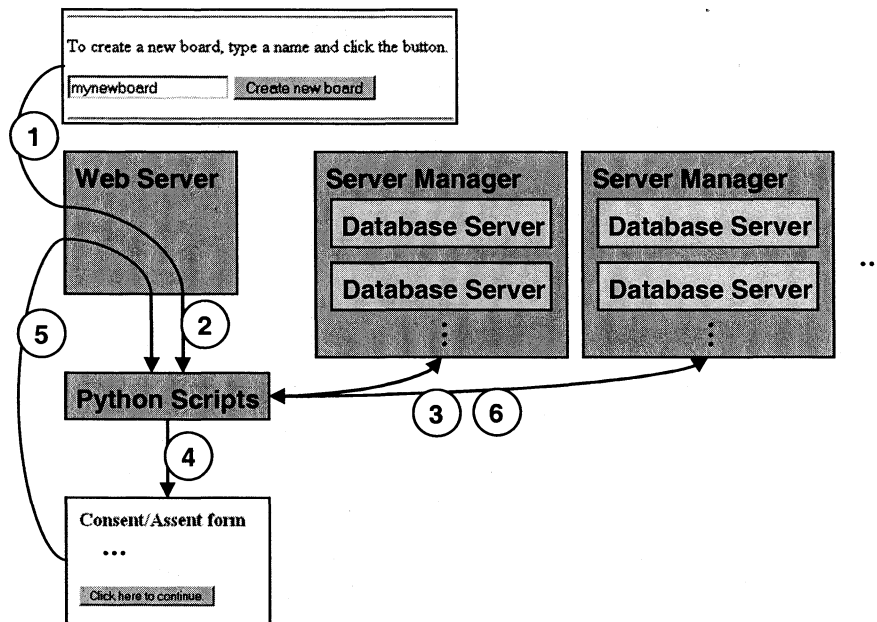 To create a new board, type a name and click the button.
mynewboard Create new board
1
Web Server
Server Manager
Server Manager
Database Server
Database Server
Database Server
Database Server
..
5
2
Python Scripts
3
6
4
Consent/Assent form
...
Click here to continue.